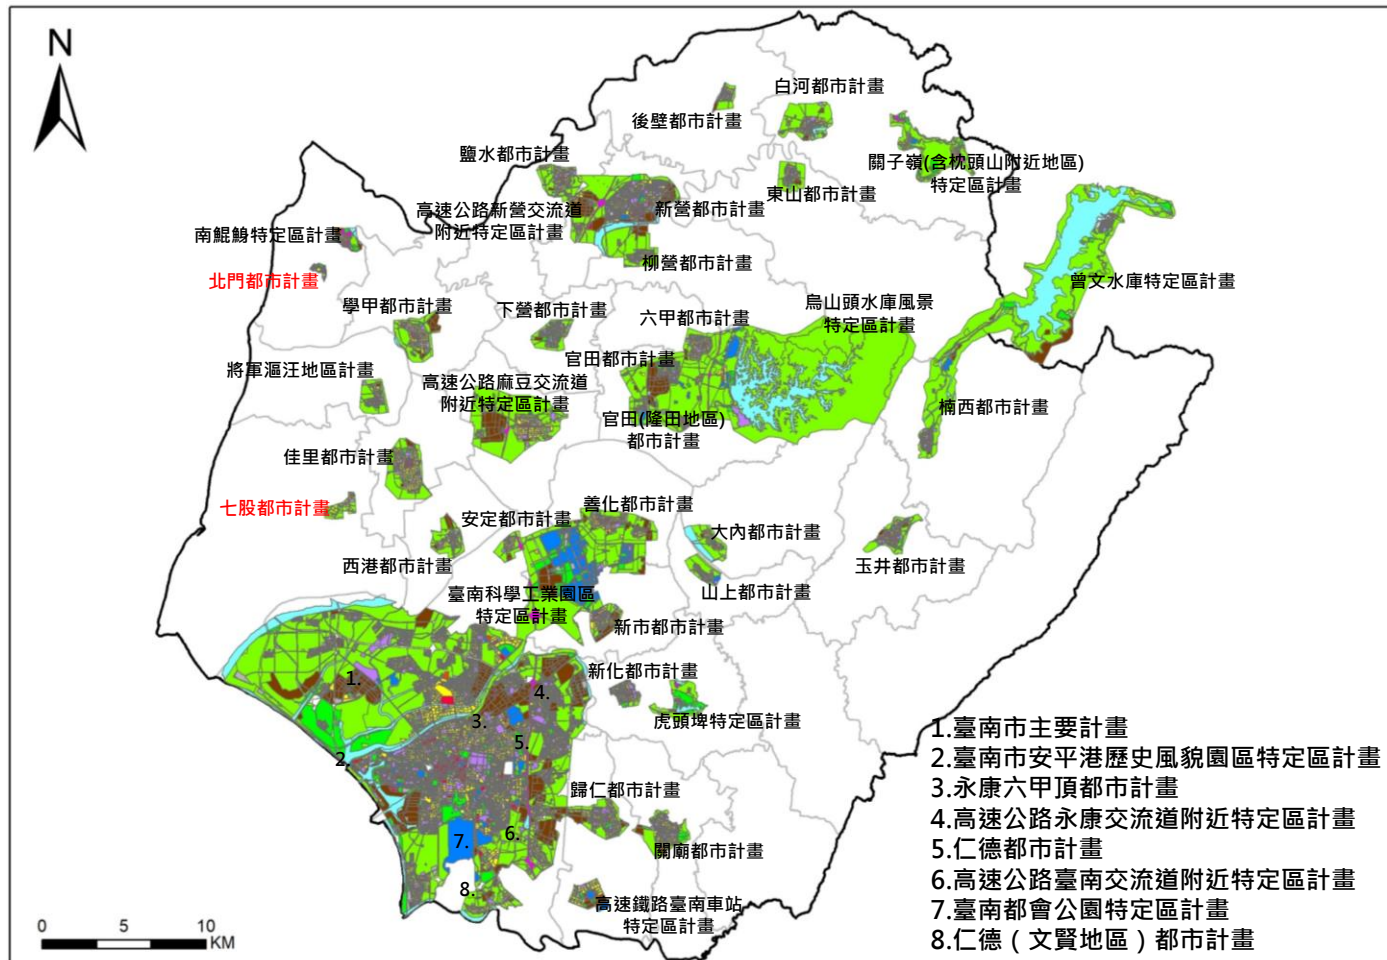 N
白河都市計畫
後壁都市計畫
鹽水都市計畫
關子嶺(含枕頭山附近地區)
特定區計畫
東山都市計畫
高速公路新營交流道
附近特定區計畫
新營都市計畫
南鯤鯓特定區計畫
柳營都市計畫
北門都市計畫
曾文水庫特定區計畫
學甲都市計畫
下營都市計畫
六甲都市計畫
烏山頭水庫風景
特定區計畫
官田都市計畫
將軍漚汪地區計畫
高速公路麻豆交流道
附近特定區計畫
楠西都市計畫
官田(隆田地區)
都市計畫
佳里都市計畫
七股都市計畫
善化都市計畫
安定都市計畫
大內都市計畫
西港都市計畫
玉井都市計畫
山上都市計畫
臺南科學工業園區
特定區計畫
新市都市計畫
新化都市計畫
虎頭埤特定區計畫
1.
4.
3.
5.
2.
歸仁都市計畫
6.
7.
關廟都市計畫
8.
高速鐵路臺南車站
特定區計畫
1.臺南市主要計畫
2.臺南市安平港歷史風貌園區特定區計畫
3.永康六甲頂都市計畫
4.高速公路永康交流道附近特定區計畫
5.仁德都市計畫
6.高速公路臺南交流道附近特定區計畫
7.臺南都會公園特定區計畫
8.仁德（文賢地區）都市計畫
0 5 10
KM